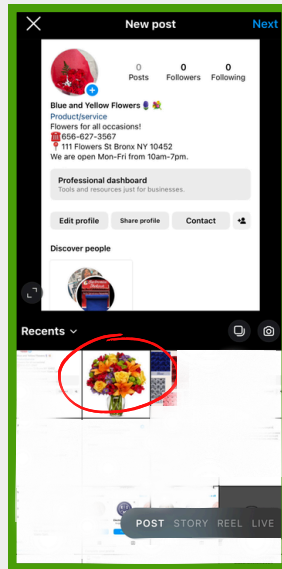 New post
Next
0 0 0
Posts Followers Following
Blue and Yellow Flowers
Product/service
Flowers for all occasions!
656-627-3567
111 Flowers St Bronx NY 10452
We are open Mon-Fri from 10am-7pm.
Professional dashboard
Tools and resources just for businesses.
Edit profile Share profile Contact
Discover people
Recents
POST STORY REEL LIVE